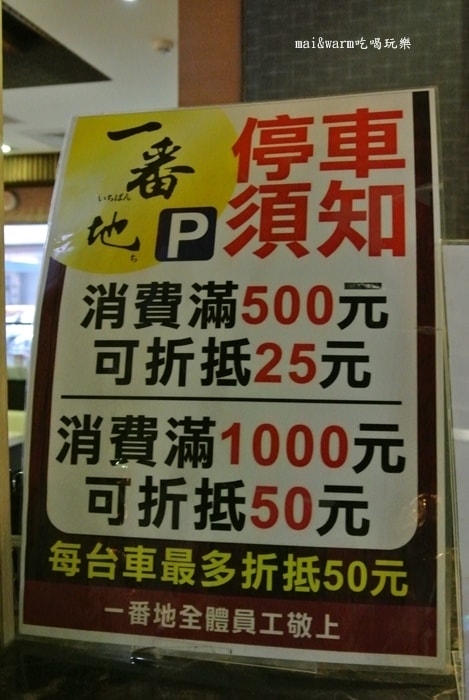 mai&warm吃喝玩樂
一番地
いちばん
ち
P
停車
須知
消費滿500元
可折抵25元
消費滿1000元
可折抵50元
每台車最多折抵50元
一番地全體員工敬上